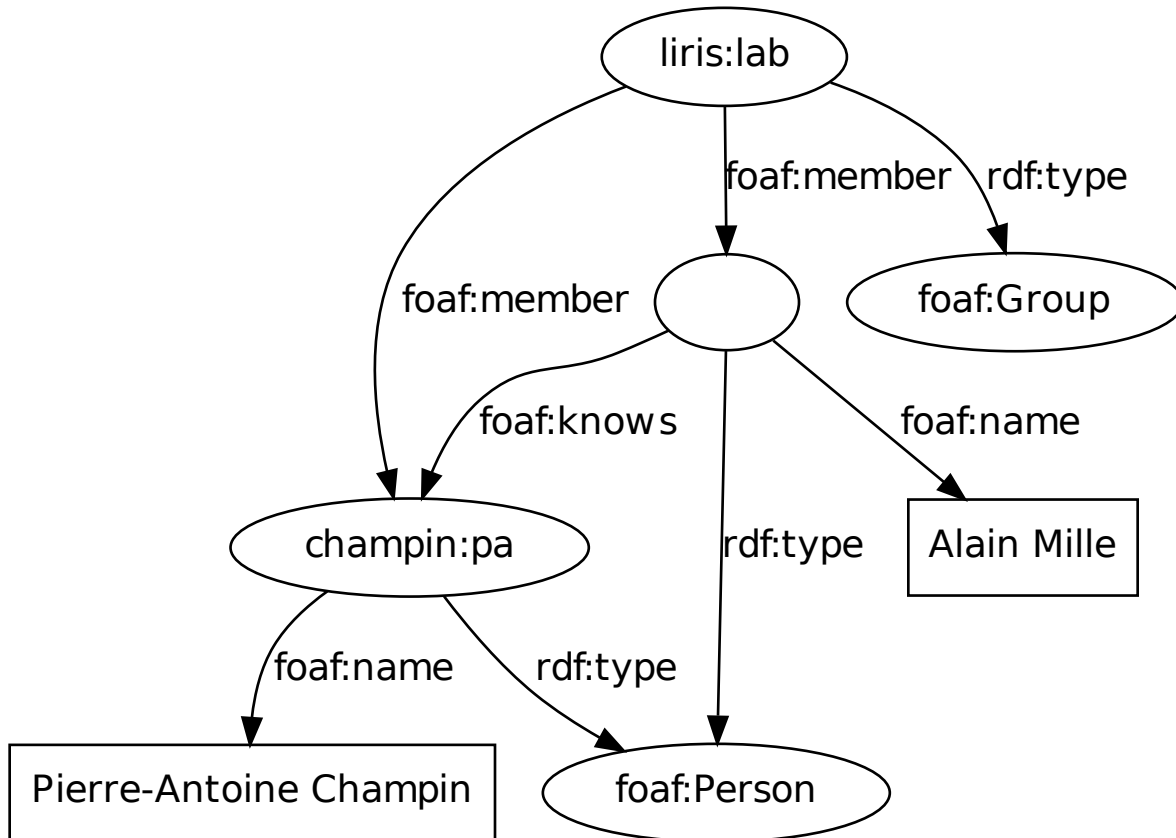 liris:lab
foaf:member
rdf:type
foaf:member
foaf:Group
foaf:knows
foaf:name
champin:pa
rdf:type
Alain Mille
foaf:name
rdf:type
Pierre-Antoine Champin
foaf:Person